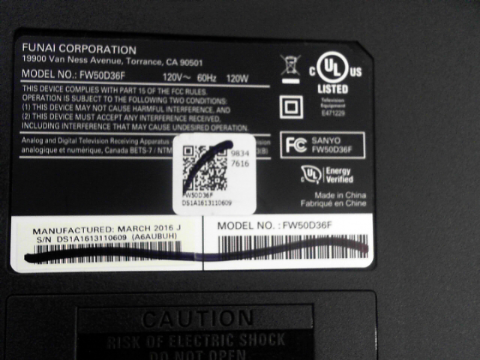 FUNAI CORPORATION
19900 Van Ness Avenue, Torrance, CA 90501
MODEL NO.: FW50D36F 120V~ 60Hz 120W
THIS DEVICE COMPLIES WITH PART 15 OF THE FCC RULES.
OPERATION IS SUBJECT TO THE FOLLOWING TWO CONDITIONS:
(1) THIS DEVICE MAY NOT CAUSE HARMFUL INTERFERENCE, AND
(2) THIS DEVICE MUST ACCEPT ANY INTERFERENCE RECEIVED,
INCLUDING INTERFERENCE THAT MAY CAUSE UNDESIRED OPERATION.
Analog and Digital Television Receiving Apparatus
analogique et numérique, Canada BETS-7 / NTM
C UL US
LISTED
Television
Equipment
E471229
FC SANYO
FW50D36F
UL Energy
Verified
Made in China
Fabriqué en Chine
9834
7616
FW50D36F
DS1A1613110609
MANUFACTURED: MARCH 2016 J
S/N DS1A1613110609 (A6AUBUH)
MODEL NO. : FW50D36F
CAUTION
RISK OF ELECTRIC SHOCK
DO NOT OPEN